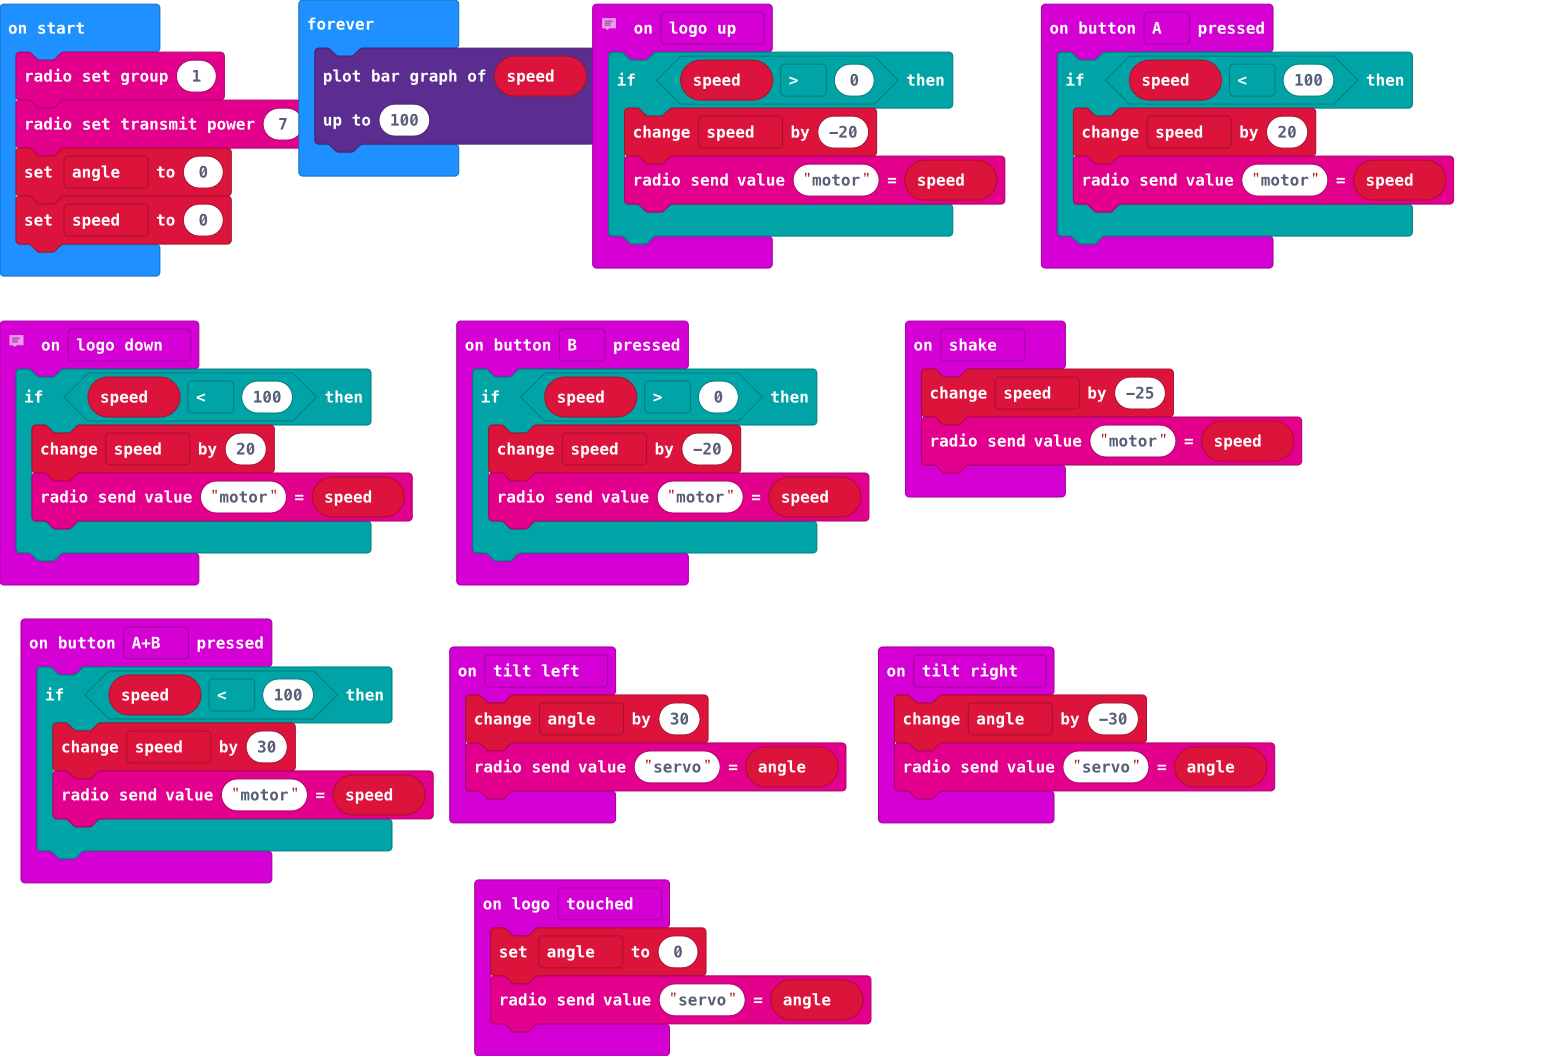 on start
radio set group 1
radio set transmit power 7
set angle to 0
set speed to 0
forever
plot bar graph of speed
up to 100
on logo up
if speed > 0 then
change speed by −20
radio send value "motor" = speed
on button A pressed
if speed < 100 then
change speed by 20
radio send value "motor" = speed
on logo down
if speed < 100 then
change speed by 20
radio send value "motor" = speed
on button B pressed
if speed > 0 then
change speed by −20
radio send value "motor" = speed
on shake
change speed by −25
radio send value "motor" = speed
on button A+B pressed
if speed < 100 then
change speed by 30
radio send value "motor" = speed
on tilt left
change angle by 30
radio send value "servo" = angle
on tilt right
change angle by −30
radio send value "servo" = angle
on logo touched
set angle to 0
radio send value "servo" = angle